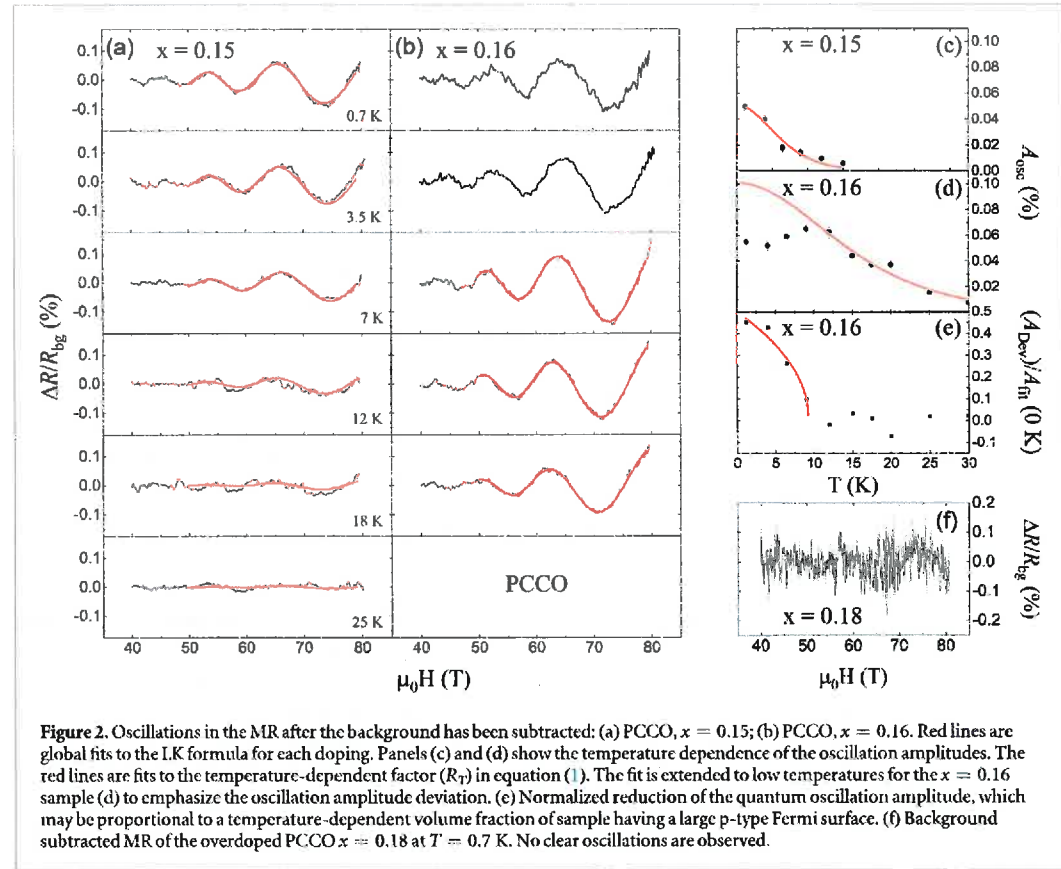 (a) x = 0.15
0.1
0.0
-0.1
0.7 K
0.1
0.0
-0.1
3.5 K
0.1
0.0
-0.1
7 K
0.1
0.0
-0.1
12 K
0.1
0.0
-0.1
18 K
0.1
0.0
-0.1
25 K
40 50 60 70 80
ΔR/R_bg (%)
(b) x = 0.16
0.7 K
3.5 K
7 K
12 K
18 K
PCCO
40 50 60 70 80
μ₀H (T)
x = 0.15 (c)
0.10
0.08
0.06
0.04
0.02
0.00
x = 0.16 (d)
0.10
0.08
0.06
0.04
0.02
A_osc (%)
x = 0.16 (e)
0.5
0.4
0.3
0.2
0.1
0.0
-0.1
(A_Dev)/A_fit (0 K)
0 5 10 15 20 25 30
T (K)
(f)
x = 0.18
0.2
0.1
0.0
-0.1
-0.2
ΔR/R_bg (%)
40 50 60 70 80
μ₀H (T)
Figure 2. Oscillations in the MR after the background has been subtracted: (a) PCCO, x = 0.15; (b) PCCO, x = 0.16. Red lines are
global fits to the LK formula for each doping. Panels (c) and (d) show the temperature dependence of the oscillation amplitudes. The
red lines are fits to the temperature-dependent factor (R_T) in equation (1). The fit is extended to low temperatures for the x = 0.16
sample (d) to emphasize the oscillation amplitude deviation. (e) Normalized reduction of the quantum oscillation amplitude, which
may be proportional to a temperature-dependent volume fraction of sample having a large p-type Fermi surface. (f) Background
subtracted MR of the overdoped PCCO x = 0.18 at T = 0.7 K. No clear oscillations are observed.